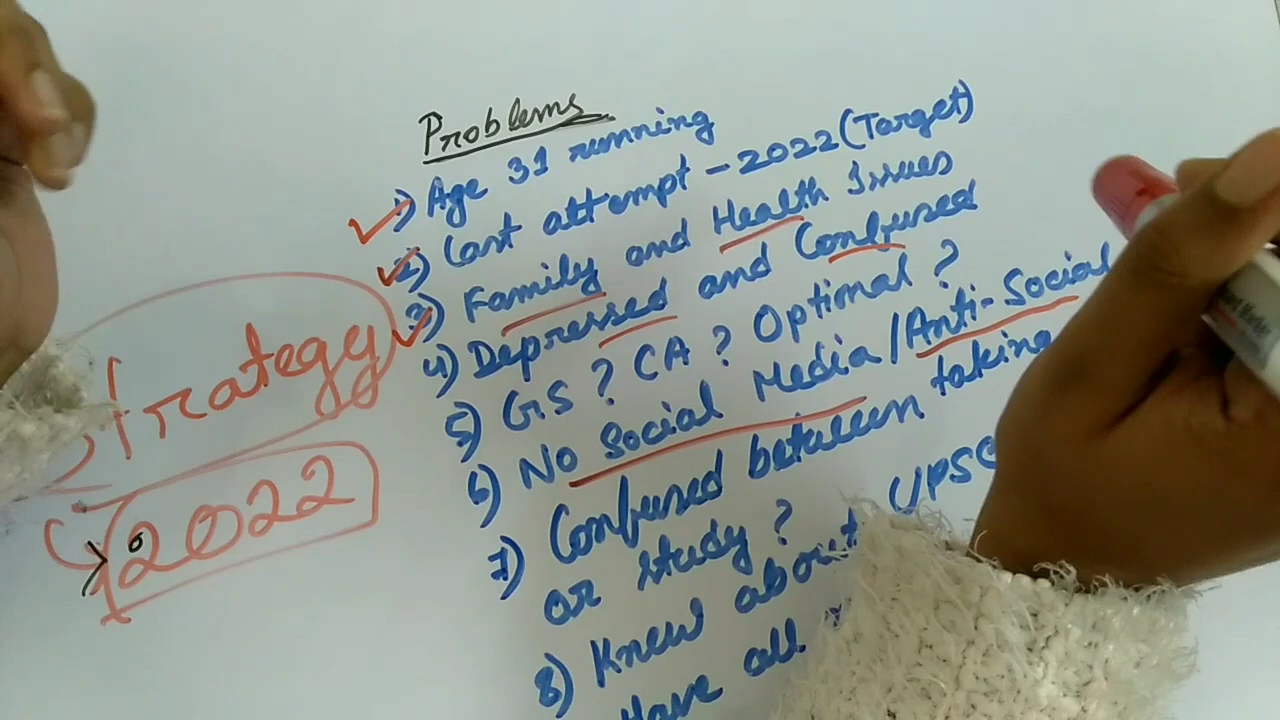 Problems
1) Age 31 running
2) Last attempt - 2022 (Target)
3) Family and Health Issues
4) Depressed and Confused
5) GS ? CA ? Optional ?
6) No Social Media / Anti-Social
7) Confused between taking
or study ?
8) Knew about UPSC
Have all
Strategy
2022